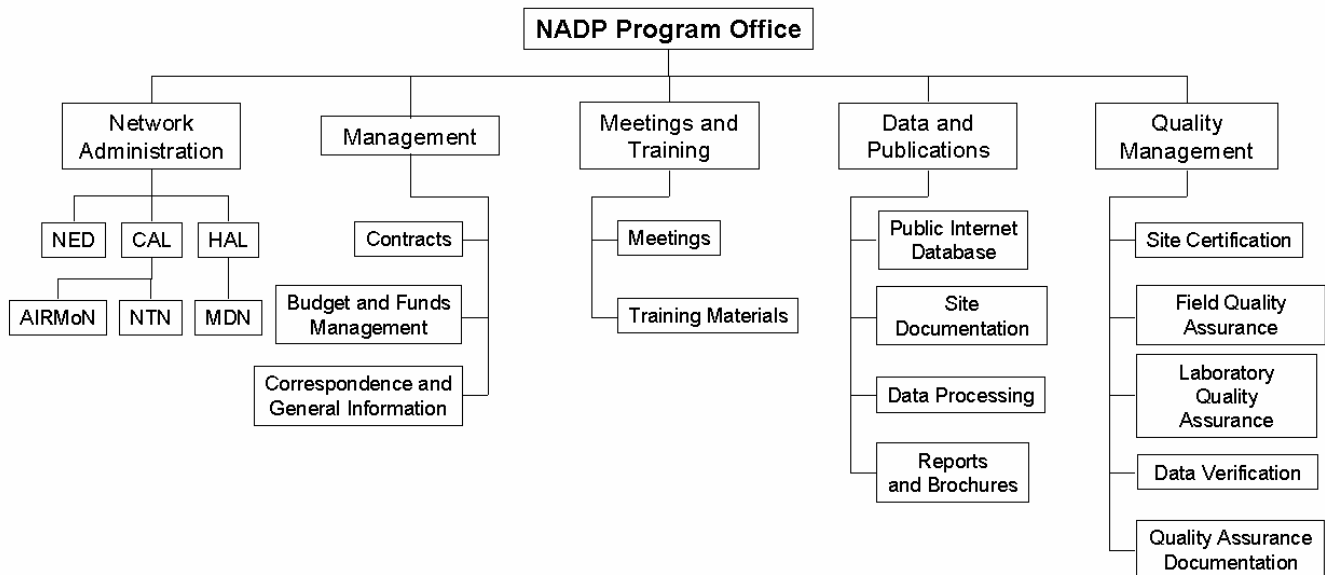 NADP Program Office
Network
Administration
Management
Meetings and
Training
Data and
Publications
Quality
Management
NED
CAL
HAL
AIRMoN
NTN
MDN
Contracts
Budget and Funds
Management
Correspondence and
General Information
Meetings
Training Materials
Public Internet
Database
Site
Documentation
Data Processing
Reports
and Brochures
Site Certification
Field Quality
Assurance
Laboratory
Quality
Assurance
Data Verification
Quality Assurance
Documentation